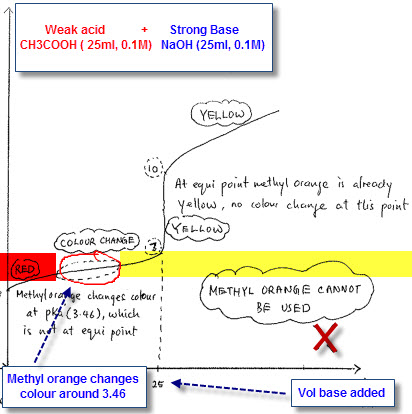 Weak acid + Strong Base
CH3COOH ( 25ml, 0.1M) NaOH (25ml, 0.1M)
YELLOW
10
At equi point methyl orange is already
yellow, no colour change at this point
YELLOW
COLOUR CHANGE
7
RED
Methyl orange changes colour
at pKa (3.46), which
is not at equi point
METHYL ORANGE CANNOT
BE USED
X
Methyl orange changes
colour around 3.46
25
Vol base added